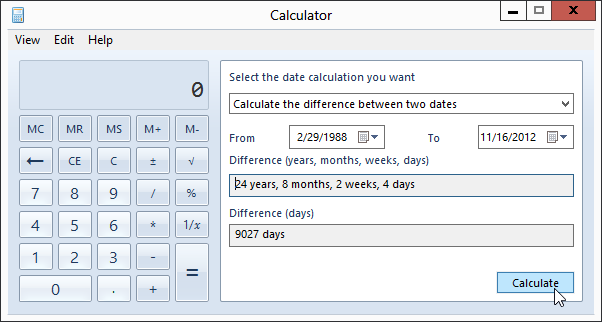 Calculator
View Edit Help
0
MC MR MS M+ M-
← CE C ± √
7 8 9 / %
4 5 6 * 1/x
1 2 3 - =
0 . +
Select the date calculation you want
Calculate the difference between two dates
From 2/29/1988 To 11/16/2012
Difference (years, months, weeks, days)
24 years, 8 months, 2 weeks, 4 days
Difference (days)
9027 days
Calculate